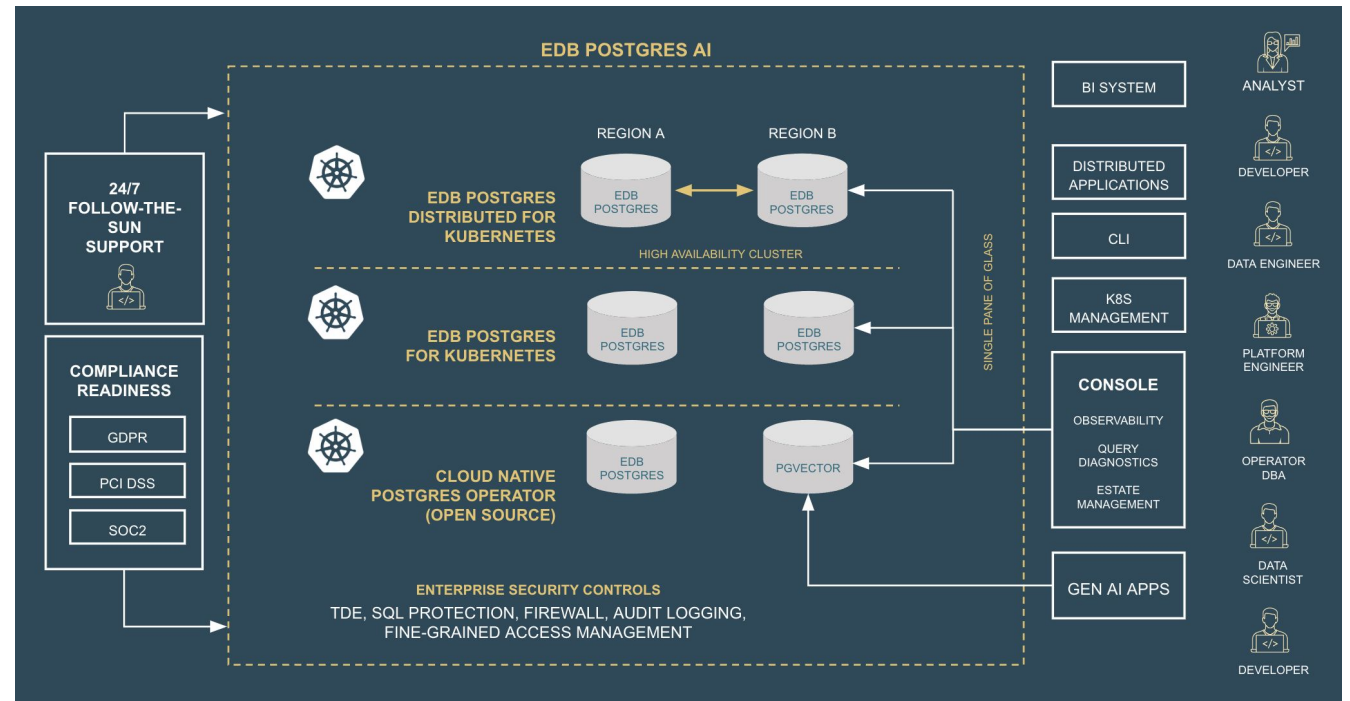 EDB POSTGRES AI
24/7
FOLLOW-THE-
SUN
SUPPORT
</>
COMPLIANCE
READINESS
GDPR
PCI DSS
SOC2
REGION A
REGION B
EDB POSTGRES
DISTRIBUTED FOR
KUBERNETES
EDB
POSTGRES
EDB
POSTGRES
HIGH AVAILABILITY CLUSTER
EDB POSTGRES
FOR KUBERNETES
EDB
POSTGRES
EDB
POSTGRES
CLOUD NATIVE
POSTGRES OPERATOR
(OPEN SOURCE)
EDB
POSTGRES
PGVECTOR
ENTERPRISE SECURITY CONTROLS
TDE, SQL PROTECTION, FIREWALL, AUDIT LOGGING,
FINE-GRAINED ACCESS MANAGEMENT
SINGLE PANE OF GLASS
BI SYSTEM
DISTRIBUTED
APPLICATIONS
CLI
K8S
MANAGEMENT
CONSOLE
OBSERVABILITY
QUERY
DIAGNOSTICS
ESTATE
MANAGEMENT
GEN AI APPS
ANALYST
</>
DEVELOPER
</>
DATA ENGINEER
PLATFORM
ENGINEER
OPERATOR
DBA
</>
DATA
SCIENTIST
</>
DEVELOPER